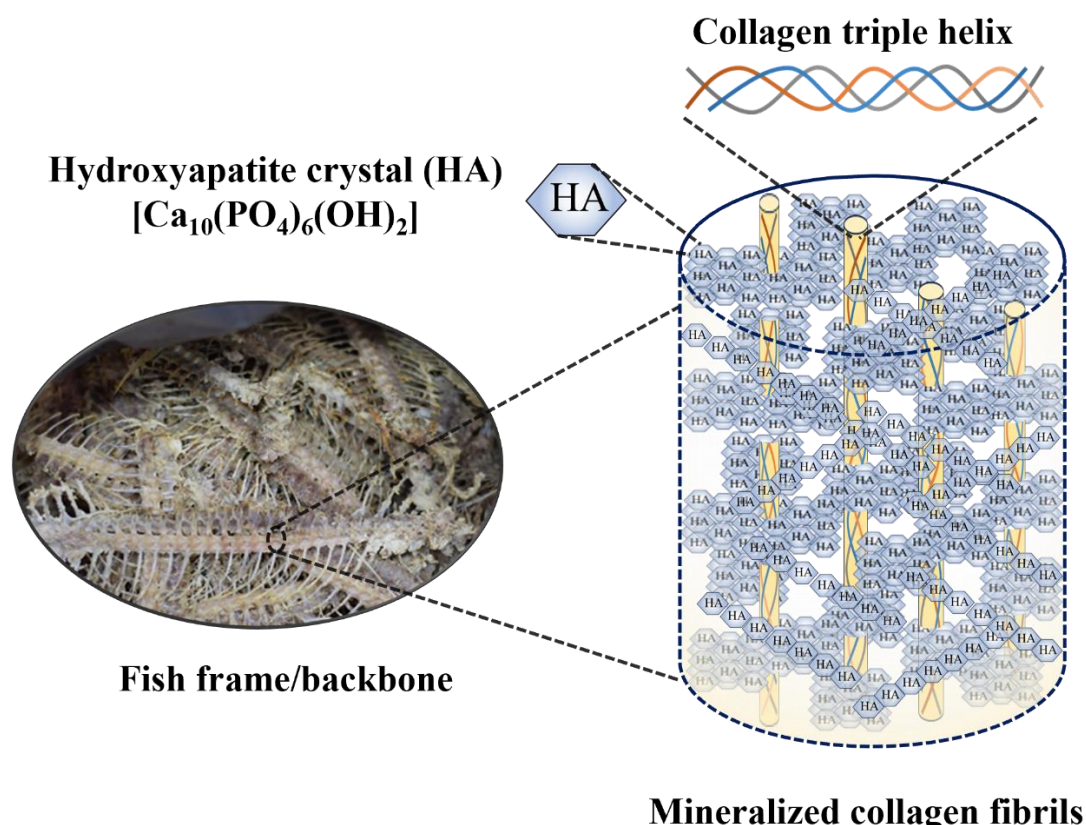 Collagen triple helix
Hydroxyapatite crystal (HA)
[Ca₁₀(PO₄)₆(OH)₂]
HA
Fish frame/backbone
Mineralized collagen fibrils